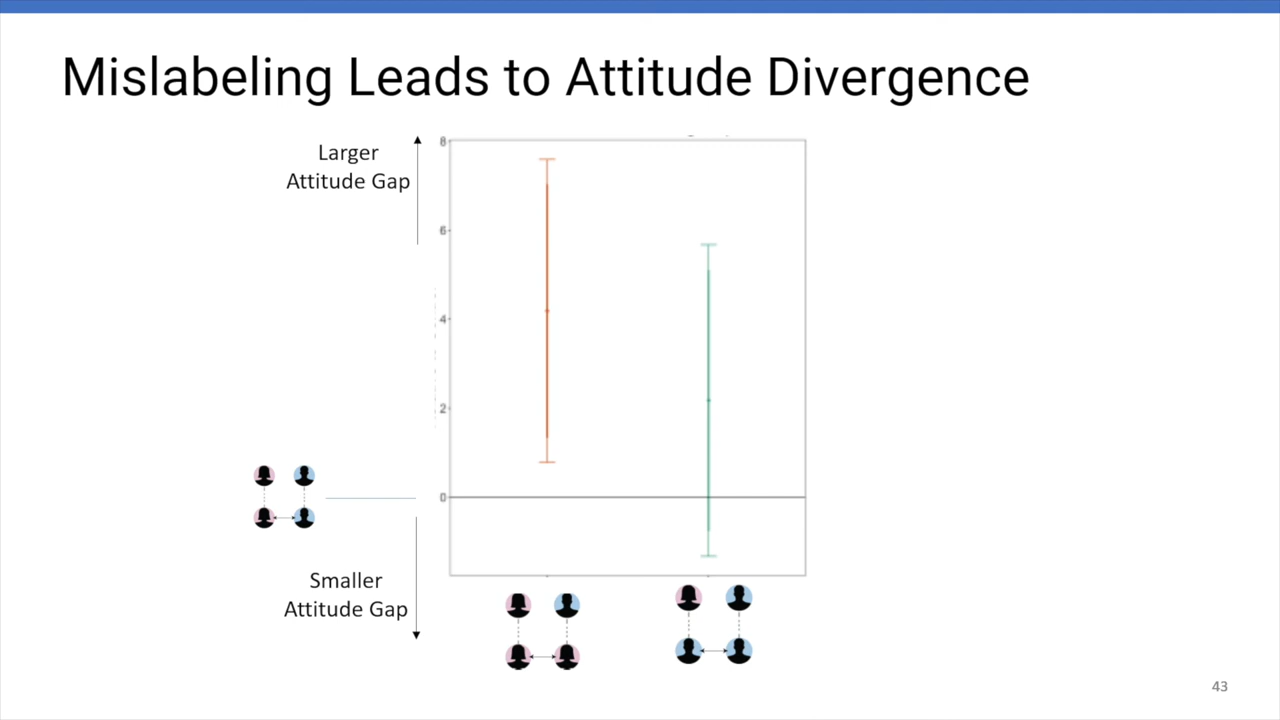 Mislabeling Leads to Attitude Divergence
Larger
Attitude Gap
8
6
4
2
0
Smaller
Attitude Gap
43